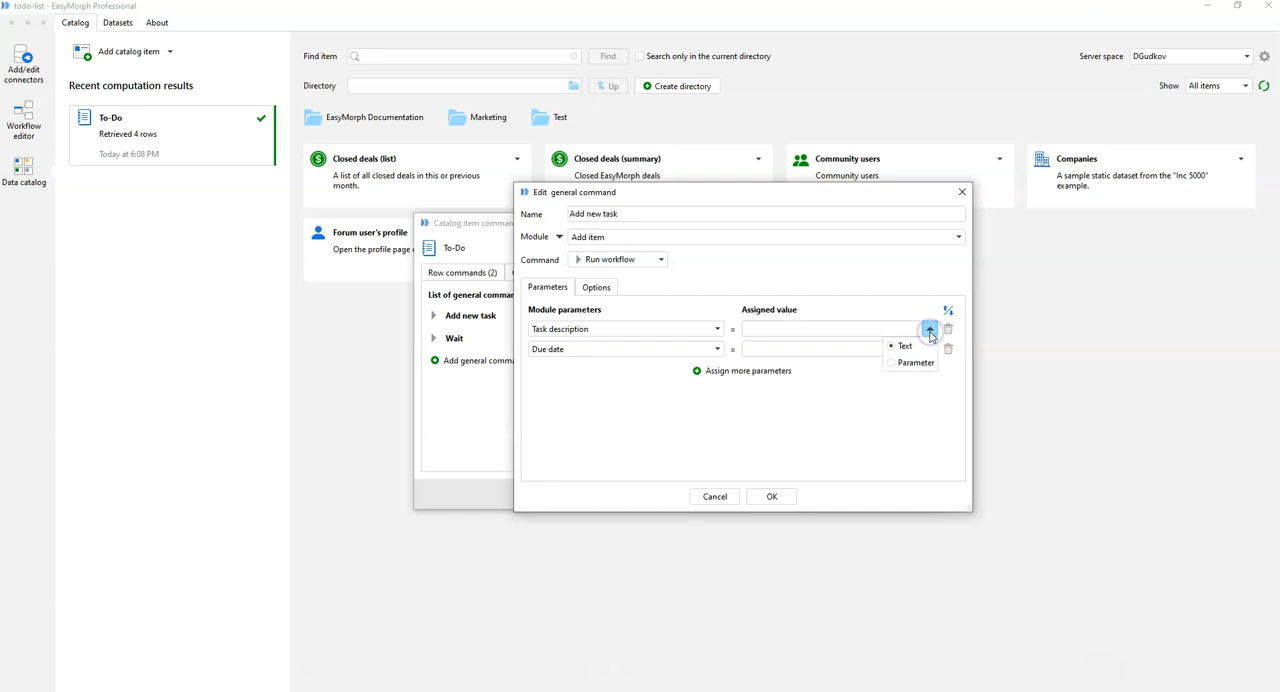 todo-list - EasyMorph Professional
Catalog Datasets About
Add/edit connectors
Workflow editor
Data catalog
Add catalog item
Recent computation results
To-Do
Retrieved 4 rows
Today at 6:08 PM
Find item Find Search only in the current directory Server space DGudkov
Directory Up Create directory Show All items
EasyMorph Documentation Marketing Test
Closed deals (list)
A list of all closed deals in this or previous
month.
Closed deals (summary)
Closed EasyMorph deals
Community users
Community users
Companies
A sample static dataset from the "Inc 5000"
example.
Forum user's profile
Open the profile page
Catalog item comman
To-Do
Row commands (2)
List of general comman
Add new task
Wait
Add general comm
Edit general command
Name Add new task
Module Add item
Command Run workflow
Parameters Options
Module parameters Assigned value
Task description =
Due date =
Text
Parameter
Assign more parameters
Cancel OK